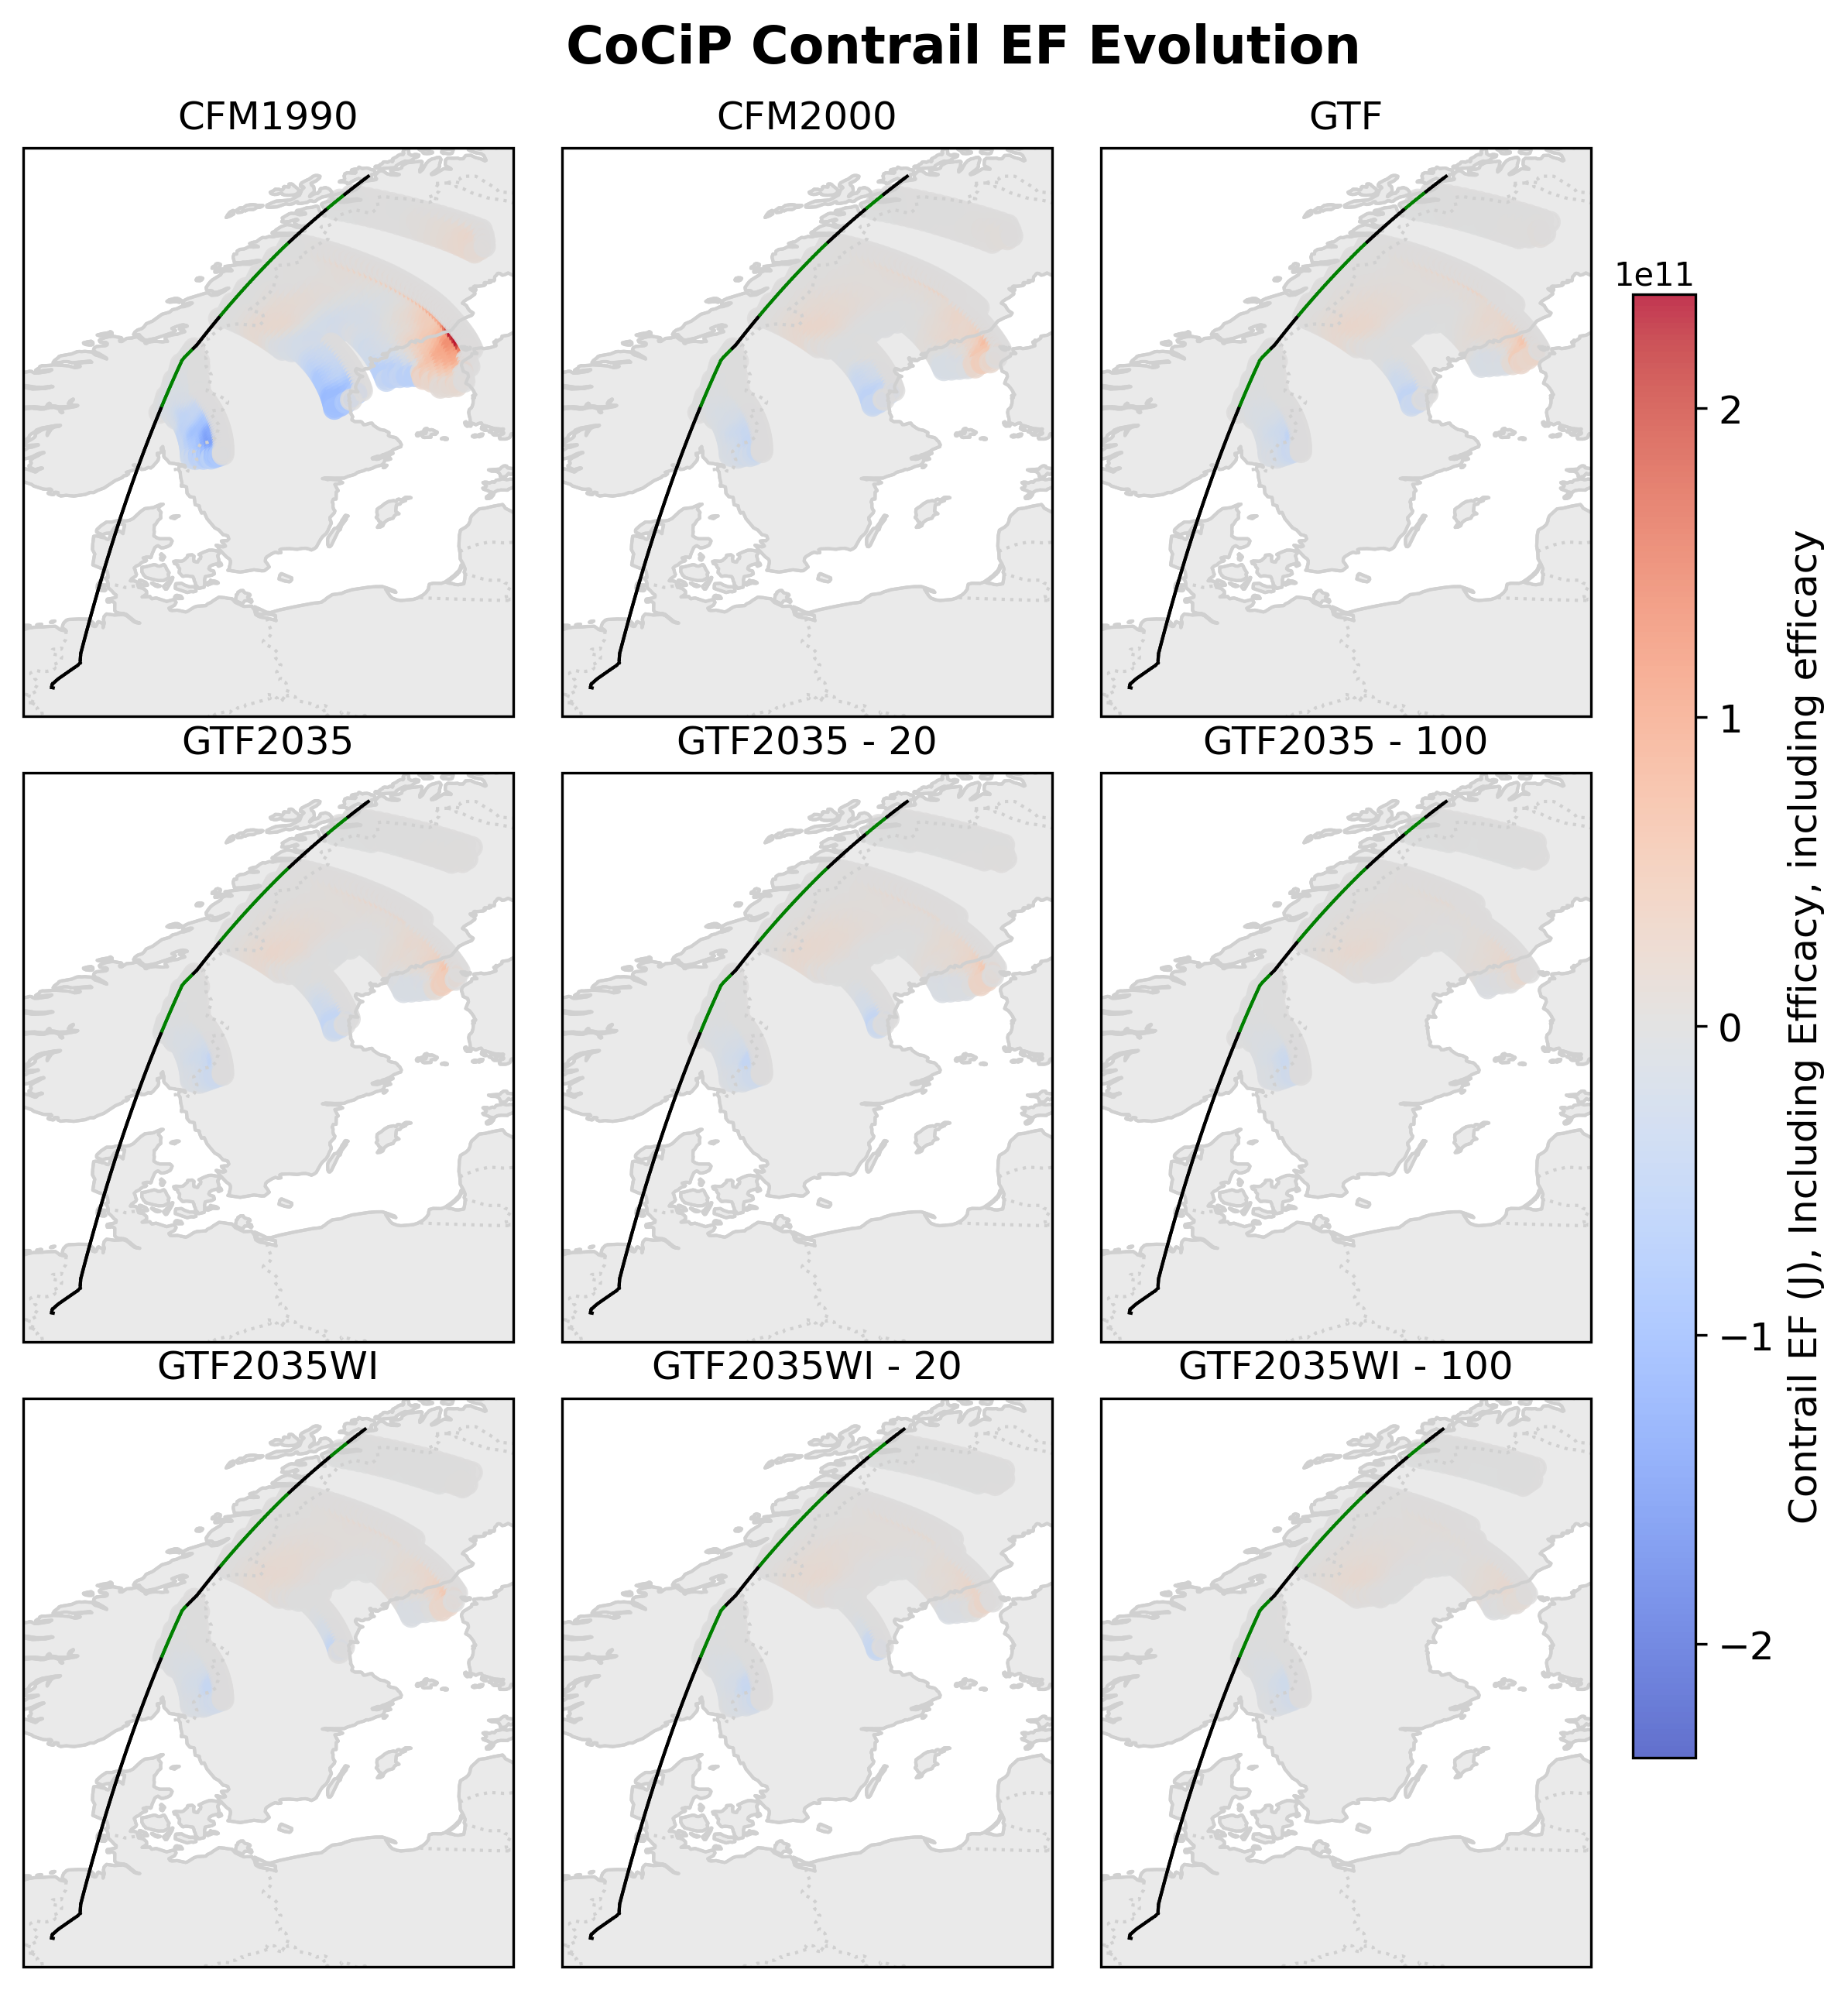 CoCiP Contrail EF Evolution
CFM1990
CFM2000
GTF
GTF2035
GTF2035 - 20
GTF2035 - 100
GTF2035WI
GTF2035WI - 20
GTF2035WI - 100
1e11
2
1
0
−1
−2
Contrail EF (J), Including Efficacy, including efficacy